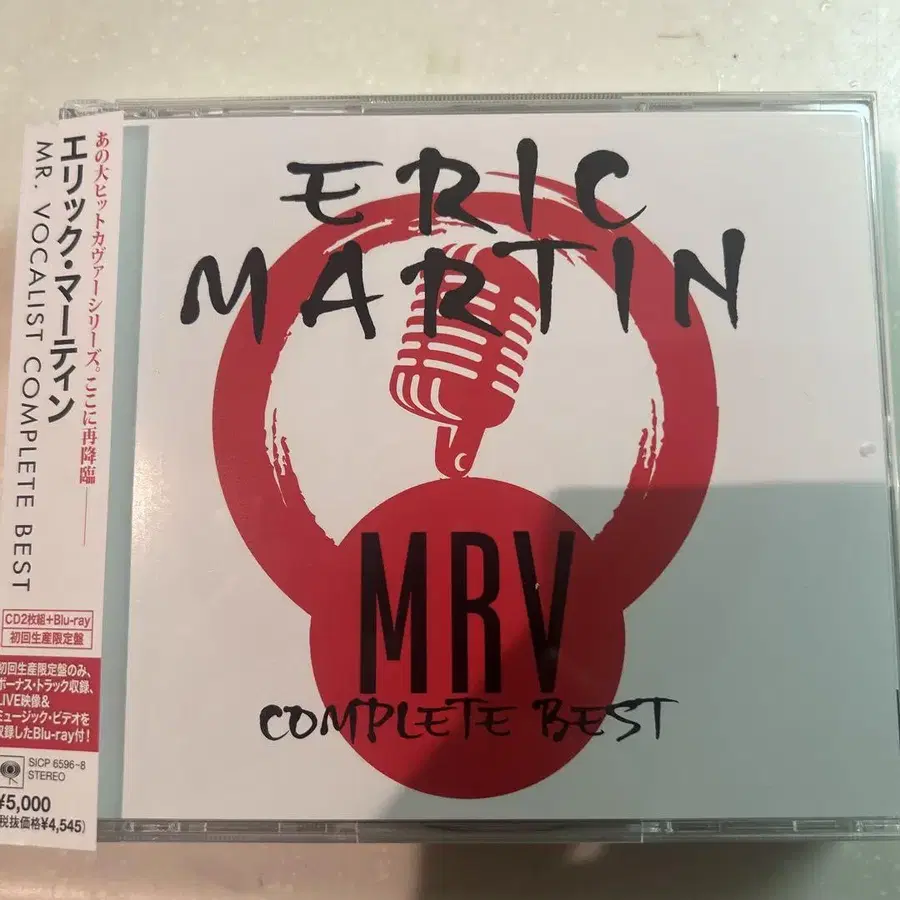 あの大ヒットカヴァーシリーズ。ここに再降臨――
エリック・マーティン
MR. VOCALIST COMPLETE BEST
CD2枚組+Blu-ray
初回生産限定盤
初回生産限定盤のみ、
ボーナス・トラック収録、
LIVE映像&
ミュージック・ビデオを
収録したBlu-ray付!
SICP 6596~8
STEREO
¥5,000
(税抜価格¥4,545)
ERIC
MARTIN
MRV
COMPLETE BEST